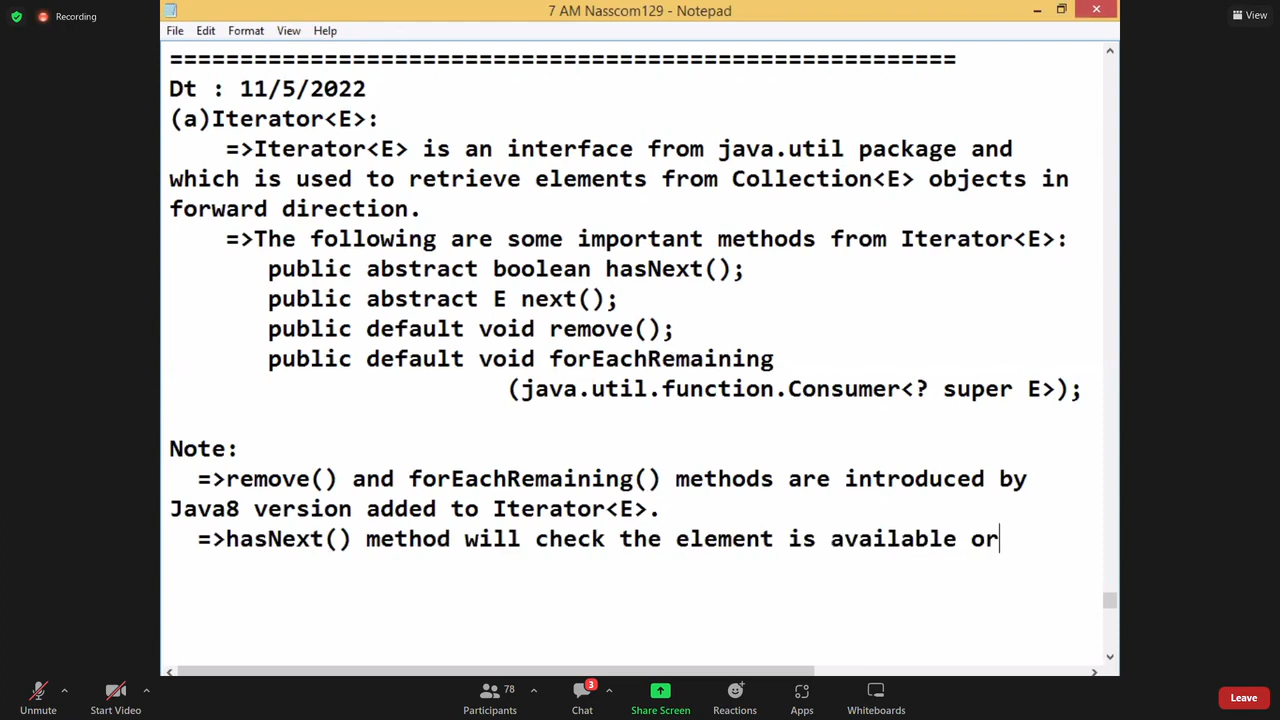 Recording
7 AM Nasscom129 - Notepad
View
File Edit Format View Help
========================================================
Dt : 11/5/2022
(a)Iterator<E>:
=>Iterator<E> is an interface from java.util package and
which is used to retrieve elements from Collection<E> objects in
forward direction.
=>The following are some important methods from Iterator<E>:
public abstract boolean hasNext();
public abstract E next();
public default void remove();
public default void forEachRemaining
(java.util.function.Consumer<? super E>);
Note:
=>remove() and forEachRemaining() methods are introduced by
Java8 version added to Iterator<E>.
=>hasNext() method will check the element is available or
Unmute Start Video Participants 78 Chat 3 Share Screen Reactions Apps Whiteboards Leave